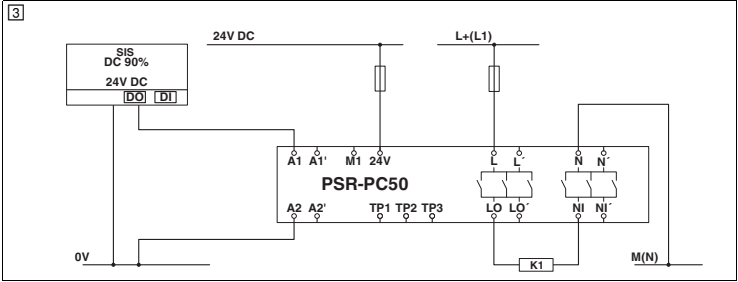 3
24V DC
L+(L1)
SIS
DC 90%
24V DC
DO DI
A1 A1' M1 24V L L´ N N´
PSR-PC50
A2 A2' TP1 TP2 TP3 LO LO´ NI NI´
0V
K1
M(N)